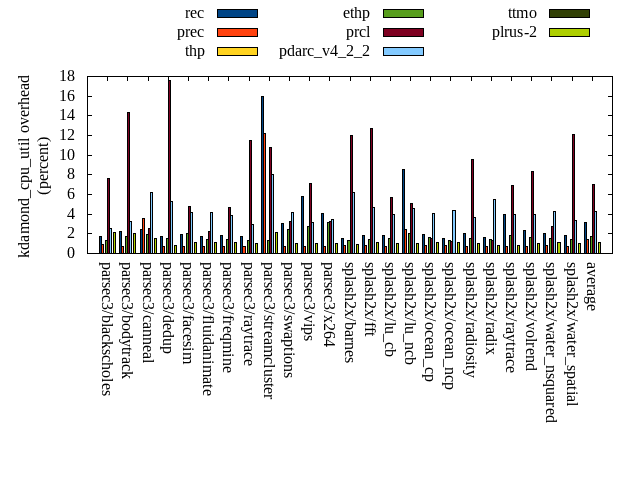 rec
prec
thp
ethp
prcl
pdarc_v4_2_2
ttmo
plrus-2
kdamond_cpu_util overhead
(percent)
18
16
14
12
10
8
6
4
2
0
parsec3/blackscholes
parsec3/bodytrack
parsec3/canneal
parsec3/dedup
parsec3/facesim
parsec3/fluidanimate
parsec3/freqmine
parsec3/raytrace
parsec3/streamcluster
parsec3/swaptions
parsec3/vips
parsec3/x264
splash2x/barnes
splash2x/fft
splash2x/lu_cb
splash2x/lu_ncb
splash2x/ocean_cp
splash2x/ocean_ncp
splash2x/radiosity
splash2x/radix
splash2x/raytrace
splash2x/volrend
splash2x/water_nsquared
splash2x/water_spatial
average